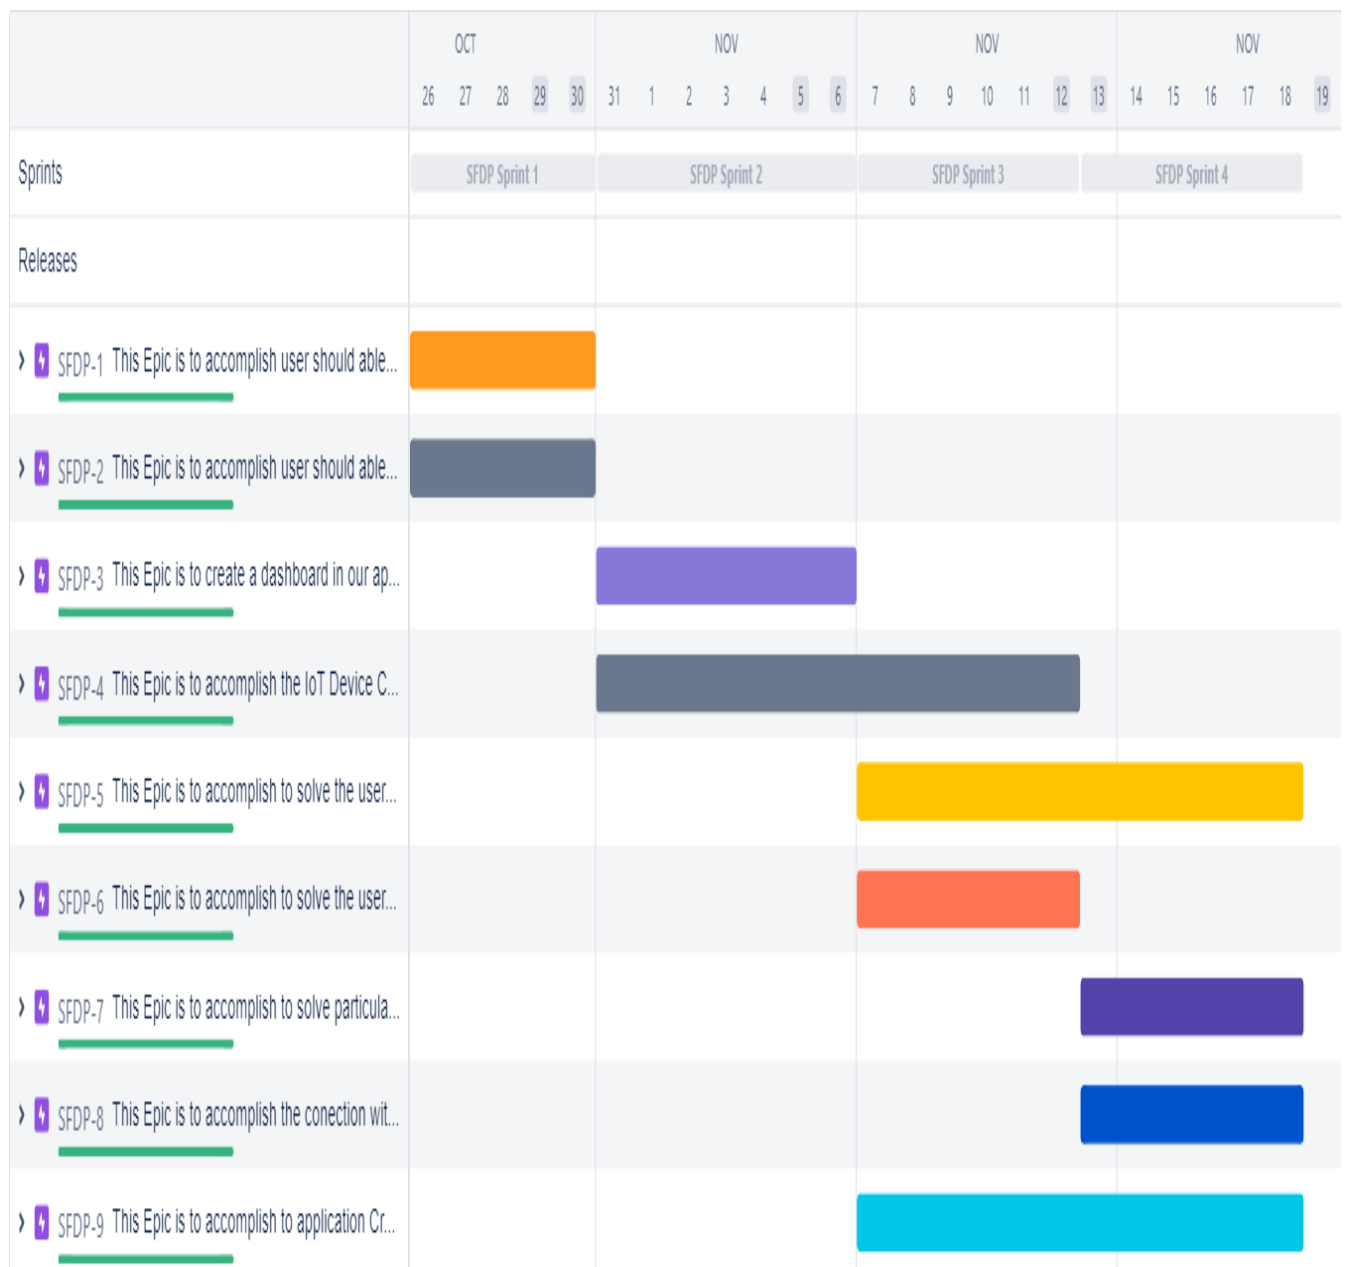 OCT NOV NOV NOV
26 27 28 29 30 31 1 2 3 4 5 6 7 8 9 10 11 12 13 14 15 16 17 18 19
Sprints SFDP Sprint 1 SFDP Sprint 2 SFDP Sprint 3 SFDP Sprint 4
Releases
SFDP-1 This Epic is to accomplish user should able...
SFDP-2 This Epic is to accomplish user should able...
SFDP-3 This Epic is to create a dashboard in our ap...
SFDP-4 This Epic is to accomplish the IoT Device C...
SFDP-5 This Epic is to accomplish to solve the user...
SFDP-6 This Epic is to accomplish to solve the user...
SFDP-7 This Epic is to accomplish to solve particula...
SFDP-8 This Epic is to accomplish the conection wit...
SFDP-9 This Epic is to accomplish to application Cr...